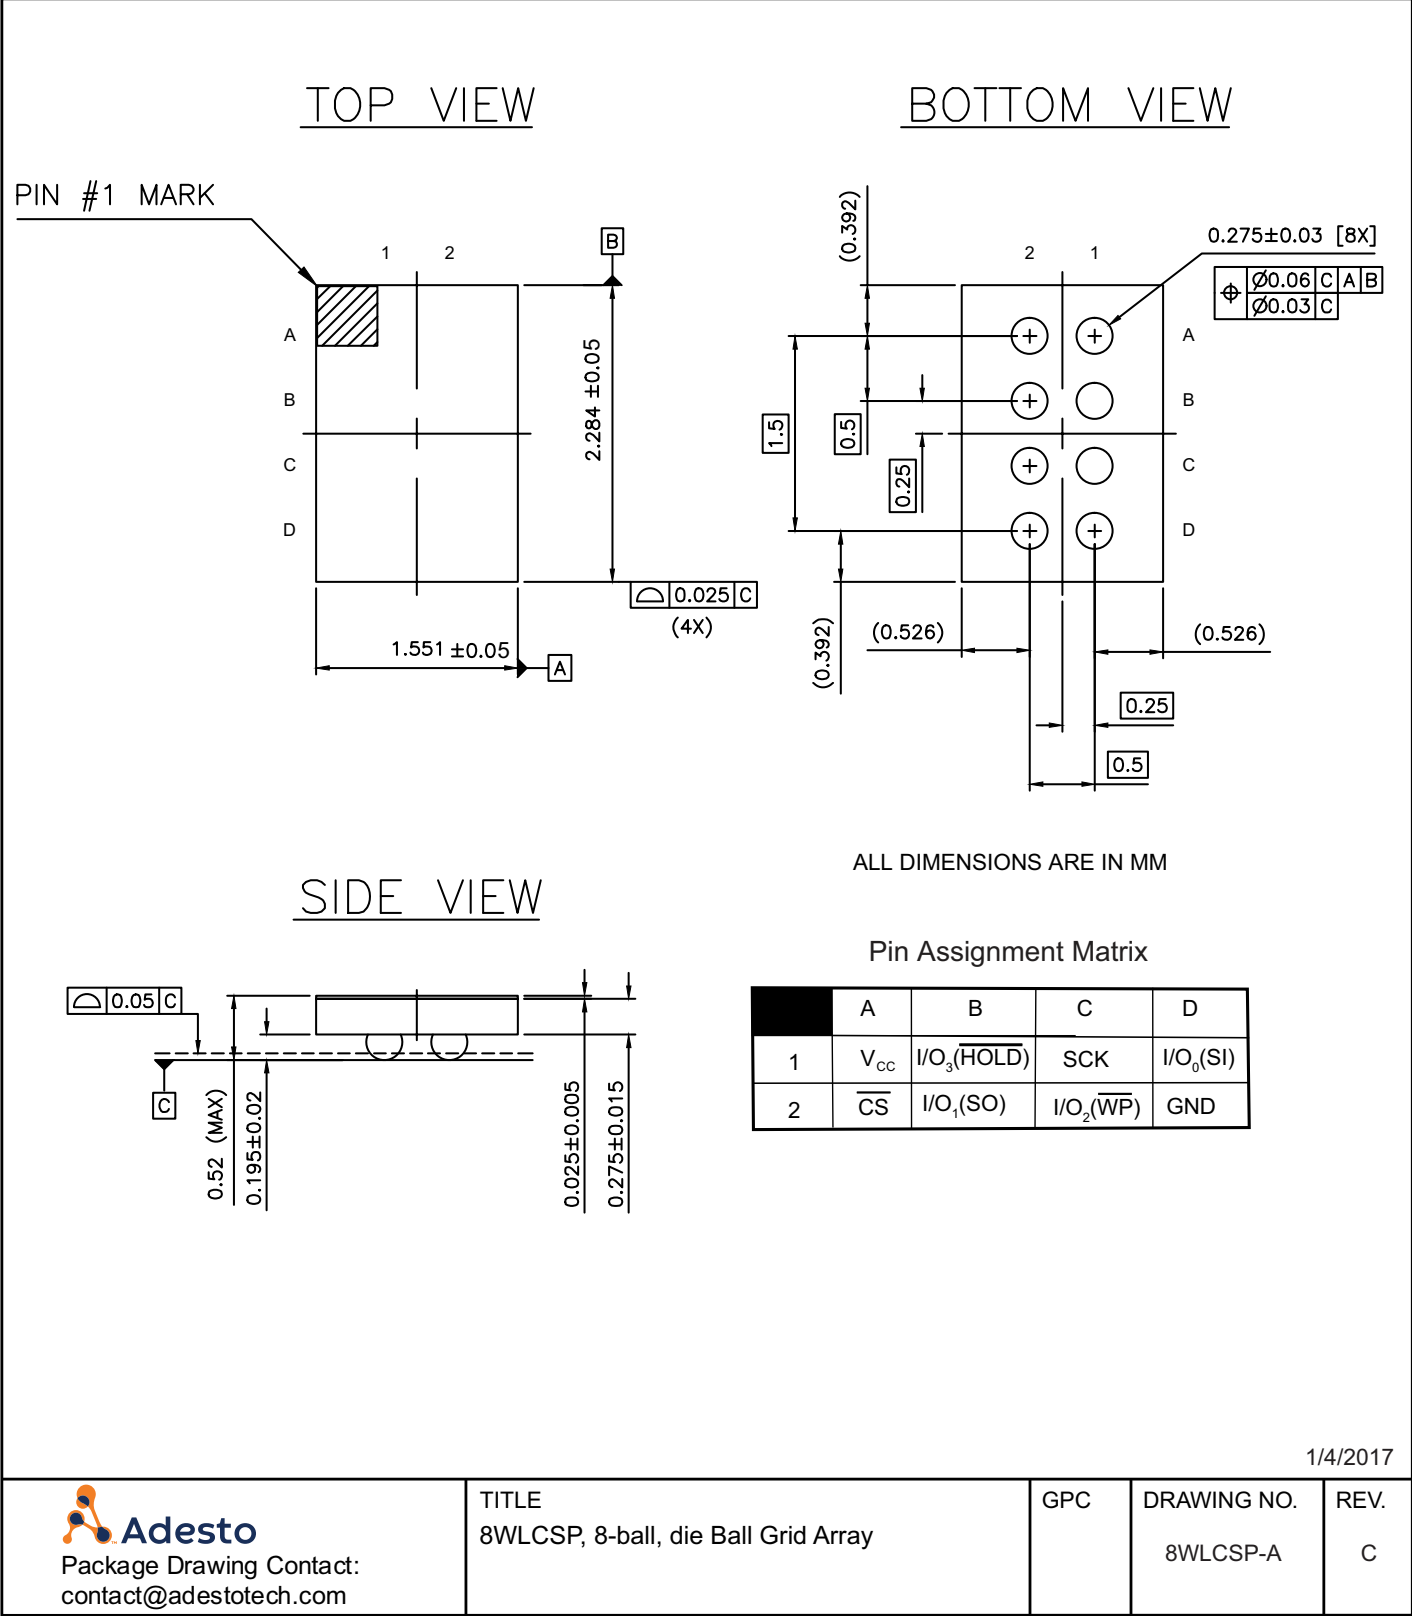 TOP VIEW
BOTTOM VIEW
PIN #1 MARK
1 2
B
A
B
C
D
2.284 ±0.05
0.025 C
(4X)
1.551 ±0.05
A
(0.392)
0.275±0.03 [8X]
Ø0.06 C A B
Ø0.03 C
2 1
A
B
C
D
1.5
0.5
0.25
(0.392)
(0.526)
(0.526)
0.25
0.5
ALL DIMENSIONS ARE IN MM
SIDE VIEW
0.05 C
C
0.52 (MAX)
0.195±0.02
0.025±0.005
0.275±0.015
Pin Assignment Matrix
A B C D
1 VCC I/O3(HOLD) SCK I/O0(SI)
2 CS I/O1(SO) I/O2(WP) GND
1/4/2017
Adesto
Package Drawing Contact:
contact@adestotech.com
TITLE
8WLCSP, 8-ball, die Ball Grid Array
GPC
DRAWING NO.
8WLCSP-A
REV.
C